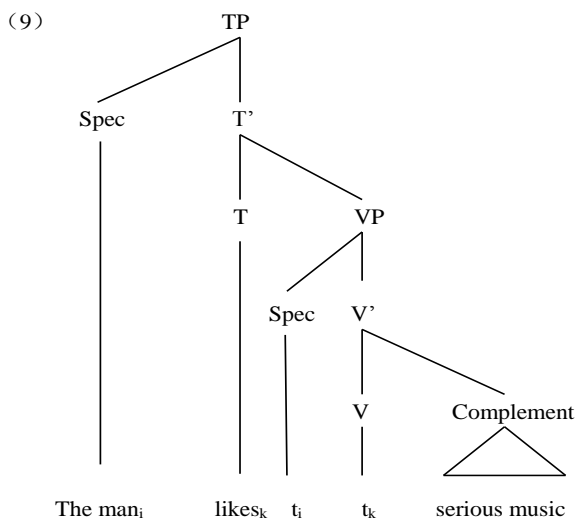 （9） TP
Spec T’
T VP
Spec V’
V Complement
The manᵢ likesₖ tᵢ tₖ serious music